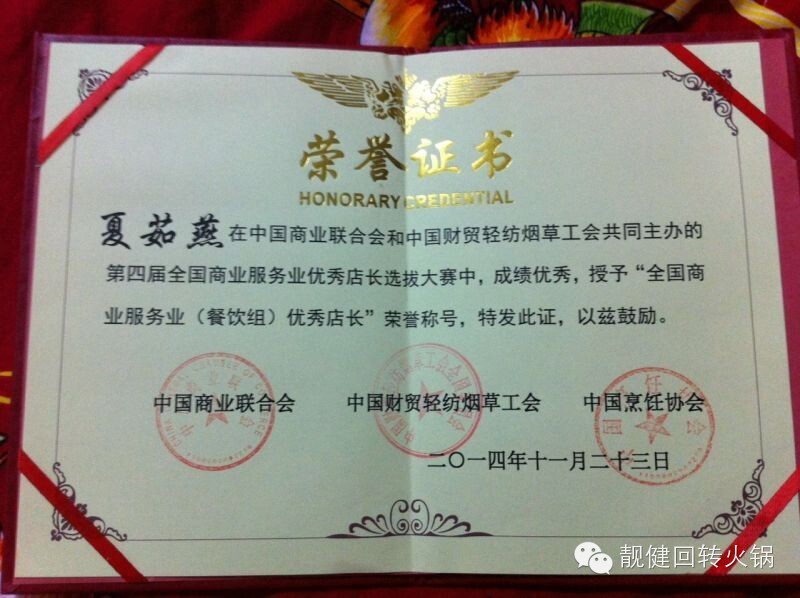 荣誉证书
HONORARY CREDENTIAL
夏茹燕在中国商业联合会和中国财贸轻纺烟草工会共同主办的
第四届全国商业服务业优秀店长选拔大赛中，成绩优秀，授予“全国商
业服务业（餐饮组）优秀店长”荣誉称号，特发此证，以兹鼓励。
中国商业联合会 中国财贸轻纺烟草工会 中国烹饪协会
二〇一四年十一月二十三日
靓健回转火锅